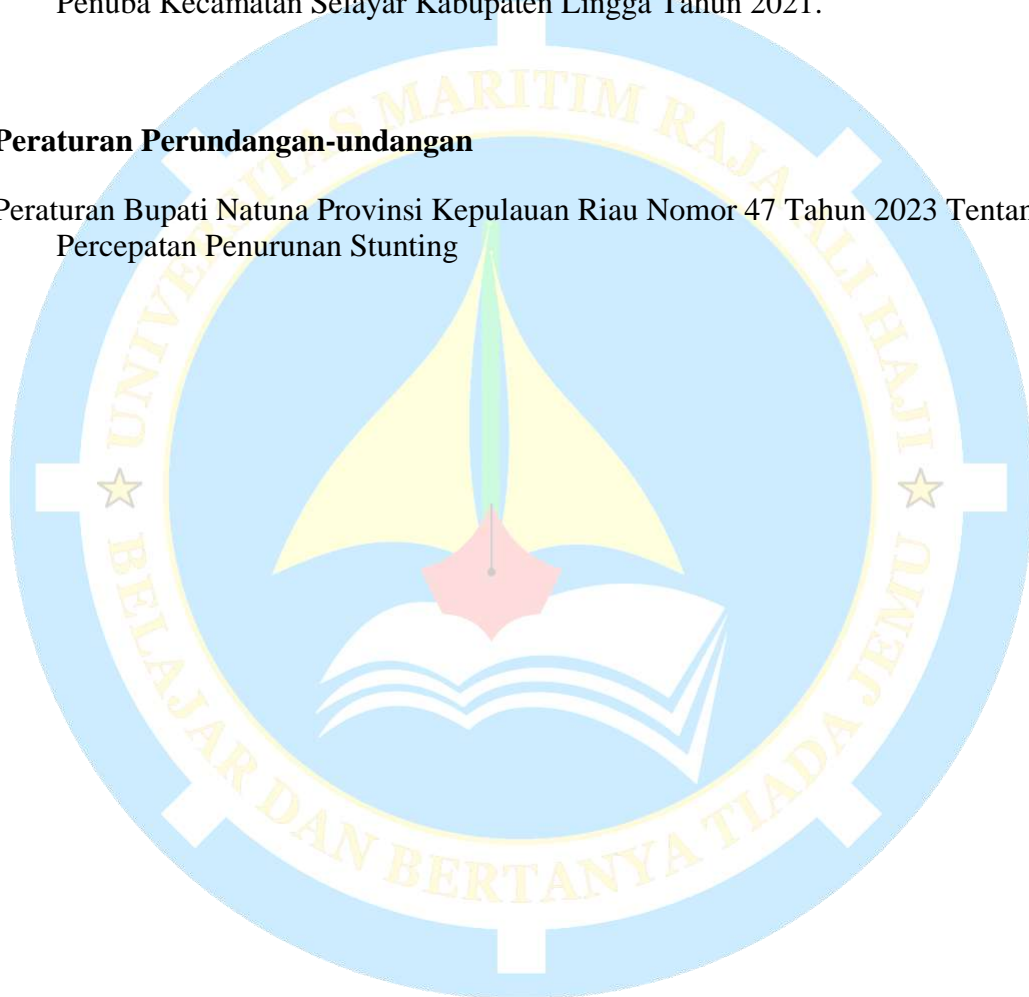 Penuba Kecamatan Selayar Kabupaten Lingga Tahun 2021.
Peraturan Perundangan-undangan
Peraturan Bupati Natuna Provinsi Kepulauan Riau Nomor 47 Tahun 2023 Tentan
Percepatan Penurunan Stunting
UNIVERSITAS MARITIM RAJA ALI HAJI
BELAJAR DAN BERTANYA TIADA JEMU